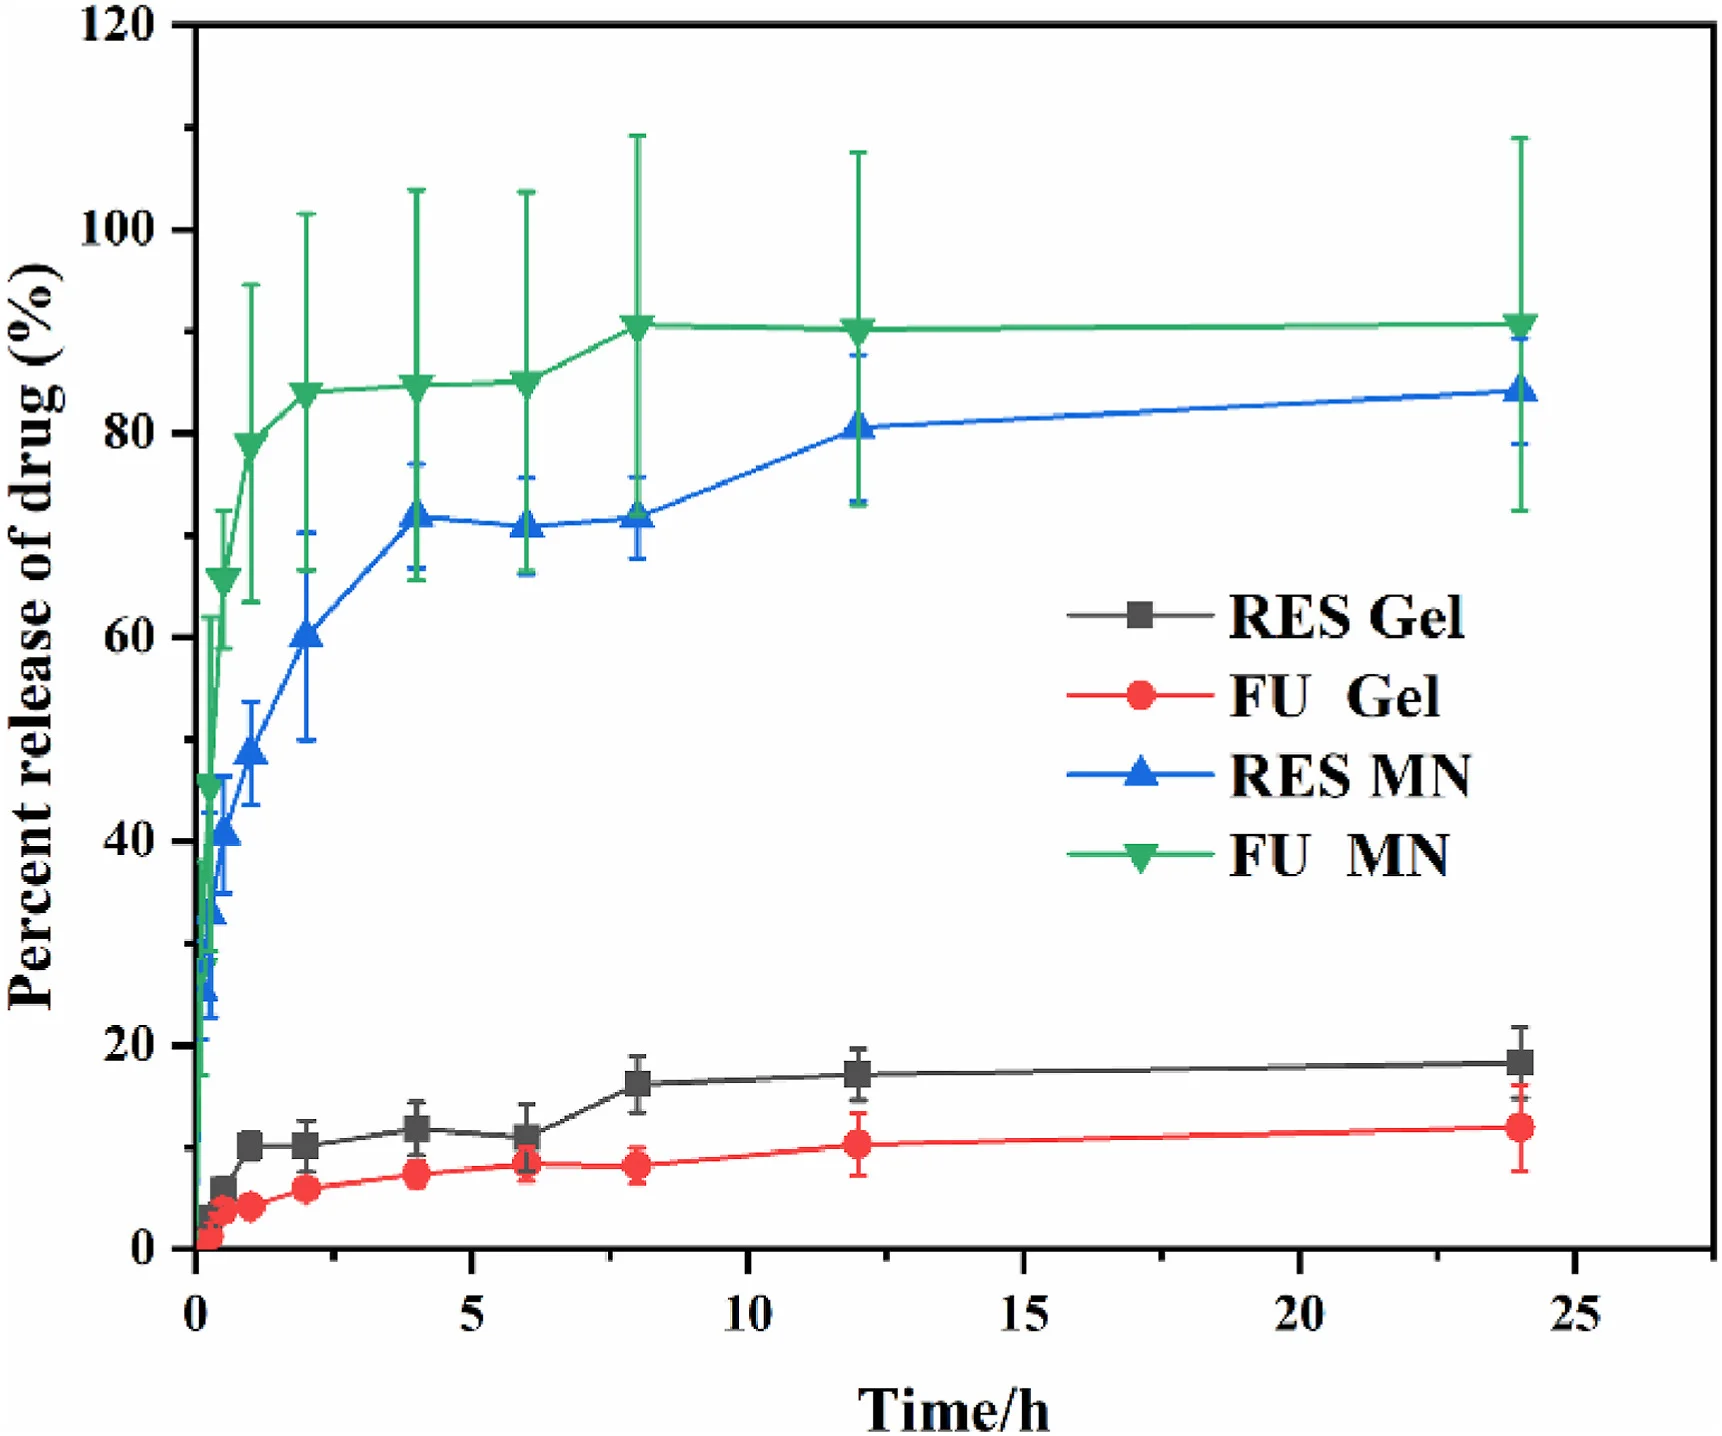 Percent release of drug (%)
120
100
80
60
40
20
0
RES Gel
FU Gel
RES MN
FU MN
0 5 10 15 20 25
Time/h